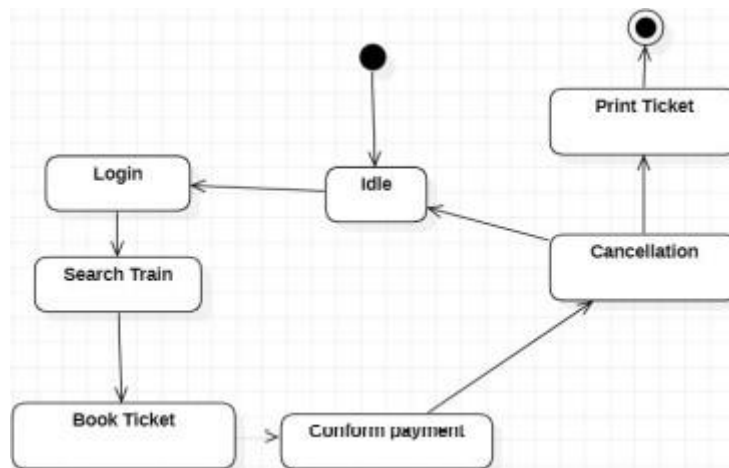 Print Ticket
Login
Idle
Cancellation
Search Train
Book Ticket
Conform payment